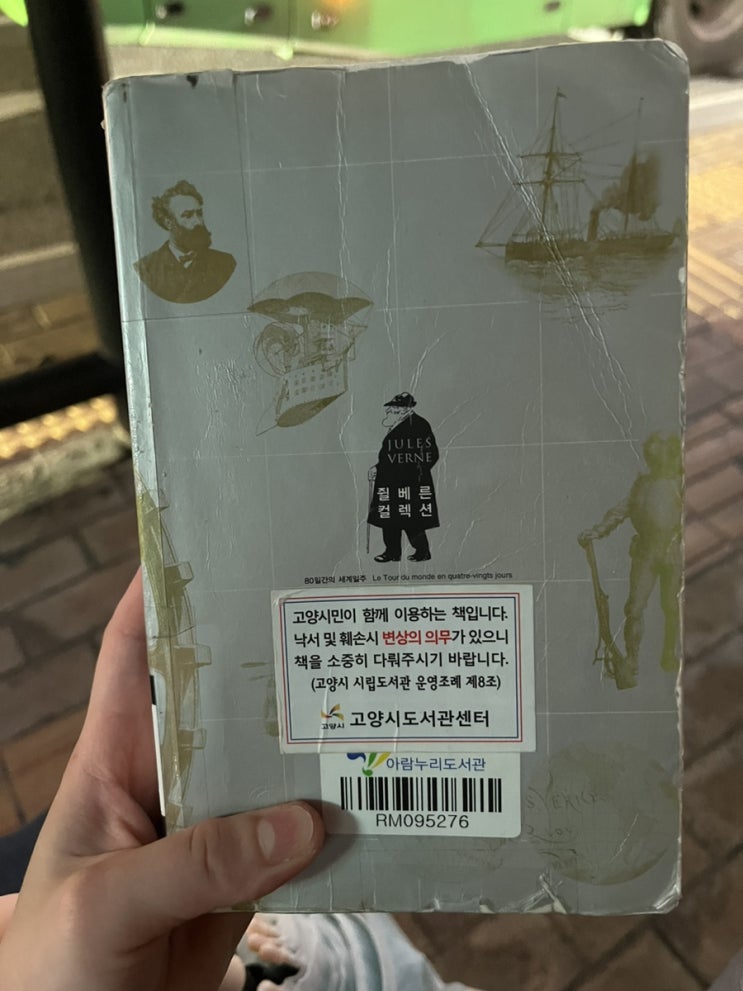 JULES
VERNE
쥘 베 른
컬 렉 션
80일간의 세계일주 Le Tour du monde en quatre-vingts jours
고양시민이 함께 이용하는 책입니다.
낙서 및 훼손시 변상의 의무가 있으니
책을 소중히 다뤄주시기 바랍니다.
(고양시 시립도서관 운영조례 제8조)
고양시 고양시도서관센터
아람누리도서관
RM095276